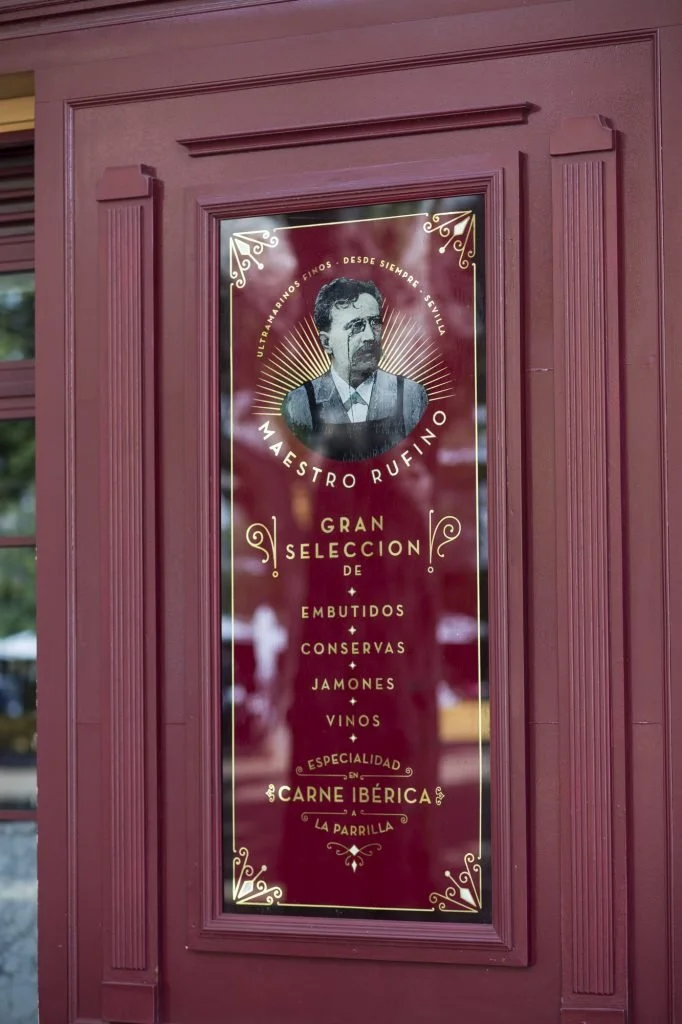 ULTRAMARINOS FINOS - DESDE SIEMPRE - SEVILLA
MAESTRO RUFINO
GRAN
SELECCION
DE
EMBUTIDOS
CONSERVAS
JAMONES
VINOS
ESPECIALIDAD
EN
CARNE IBÉRICA
A
LA PARRILLA